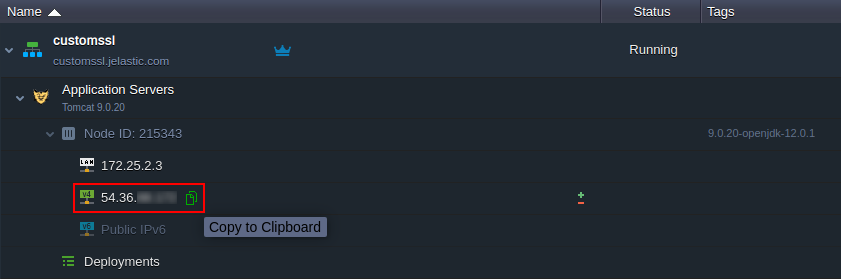 Name Status Tags
customssl
customssl.jelastic.com
Running
Application Servers
Tomcat 9.0.20
Node ID: 215343 9.0.20-openjdk-12.0.1
LAN 172.25.2.3
v4 54.36.
Copy to Clipboard
v6 Public IPv6
Deployments